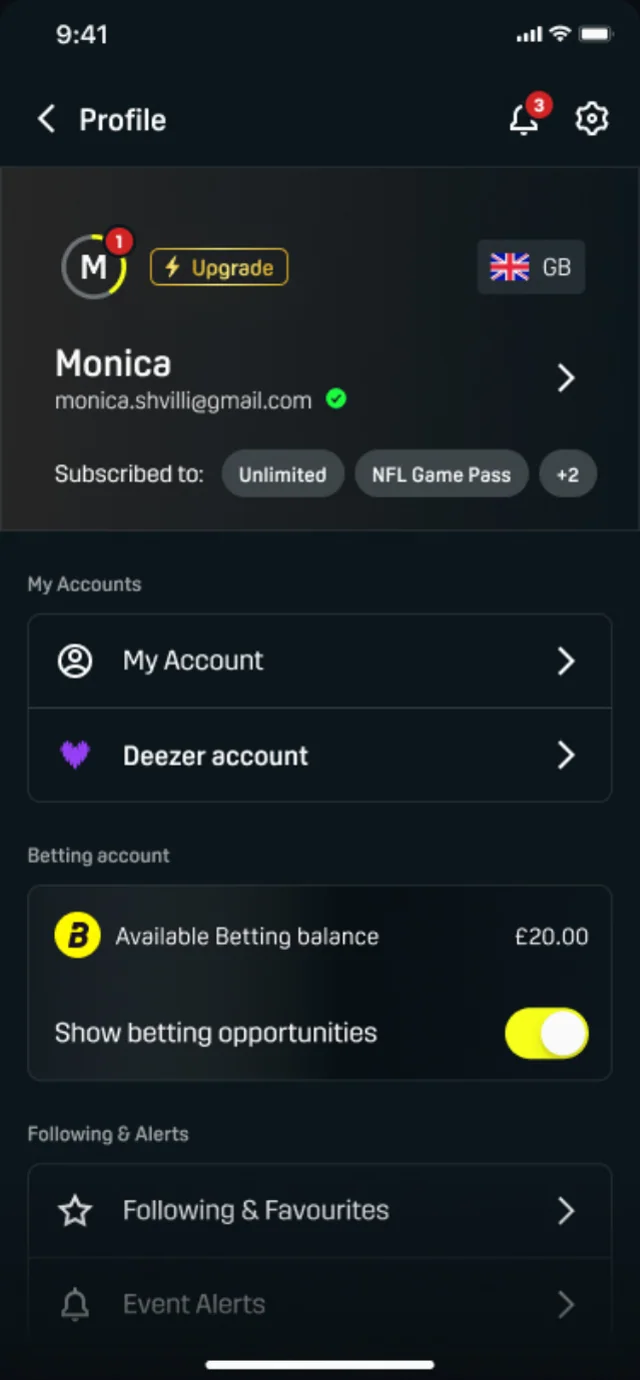 9:41
Profile
3
M
1
Upgrade
GB
Monica
monica.shvilli@gmail.com
Subscribed to: Unlimited NFL Game Pass +2
My Accounts
My Account
Deezer account
Betting account
B Available Betting balance £20.00
Show betting opportunities
Following & Alerts
Following & Favourites
Event Alerts